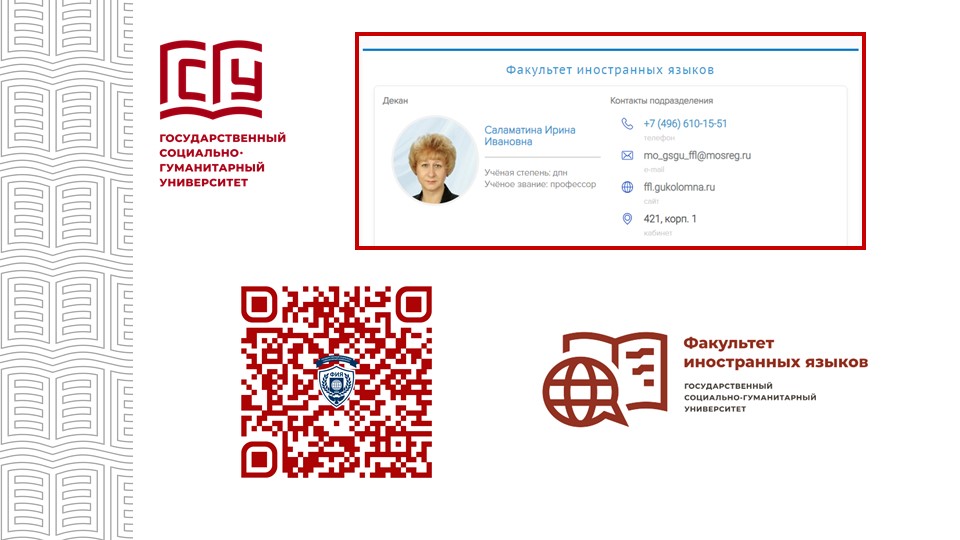 ГСГУ
ГОСУДАРСТВЕННЫЙ
СОЦИАЛЬНО-
ГУМАНИТАРНЫЙ
УНИВЕРСИТЕТ
Факультет иностранных языков
Декан
Саламатина Ирина
Ивановна
Учёная степень: дпн
Учёное звание: профессор
Контакты подразделения
+7 (496) 610-15-51
телефон
mo_gsgu_ffl@mosreg.ru
e-mail
ffl.gukolomna.ru
сайт
421, корп. 1
кабинет
ФИЯ
Факультет
иностранных языков
ГОСУДАРСТВЕННЫЙ
СОЦИАЛЬНО-ГУМАНИТАРНЫЙ
УНИВЕРСИТЕТ